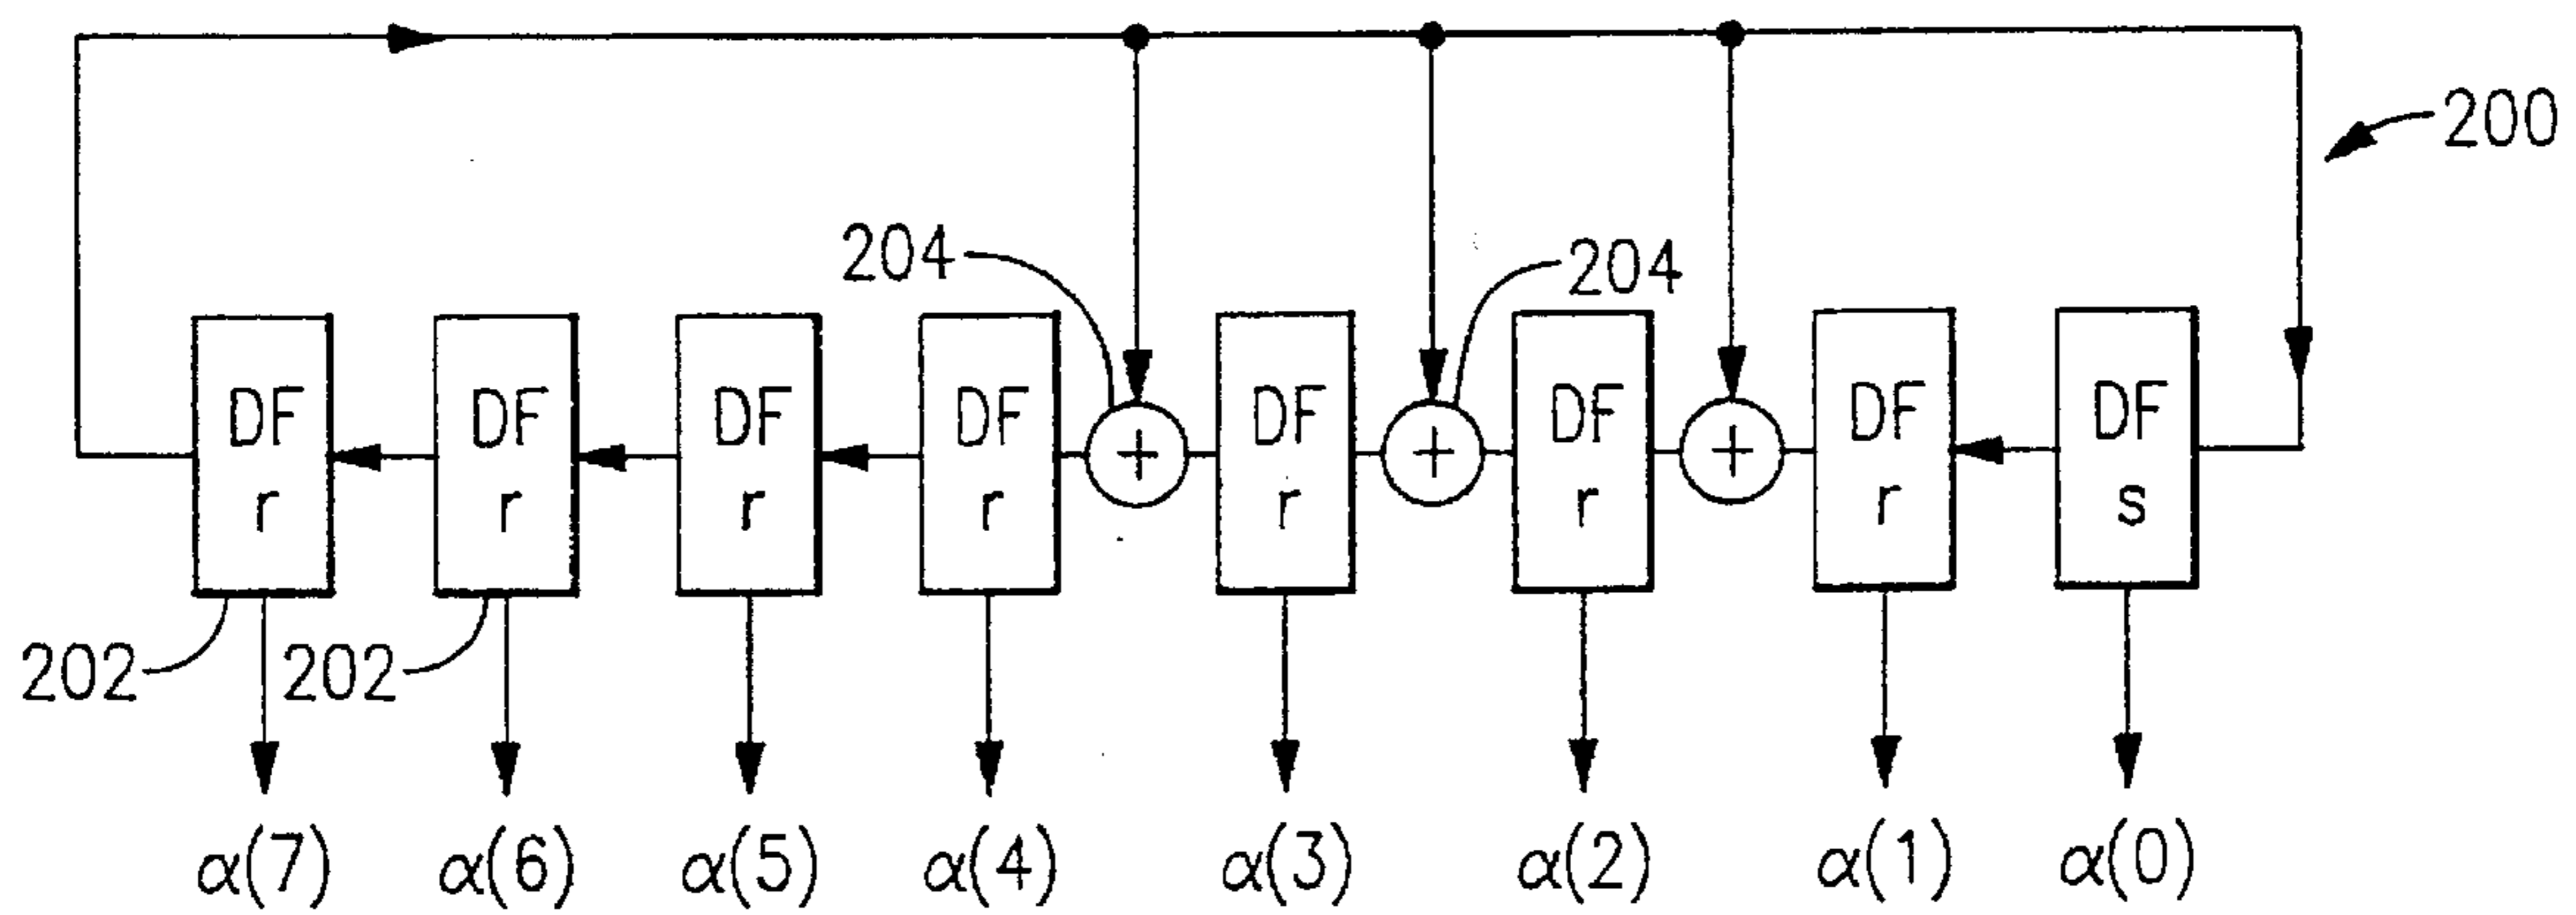 200
204
204
DF r
DF r
DF r
DF r
+
DF r
+
DF r
+
DF r
DF s
202
202
α(7)
α(6)
α(5)
α(4)
α(3)
α(2)
α(1)
α(0)